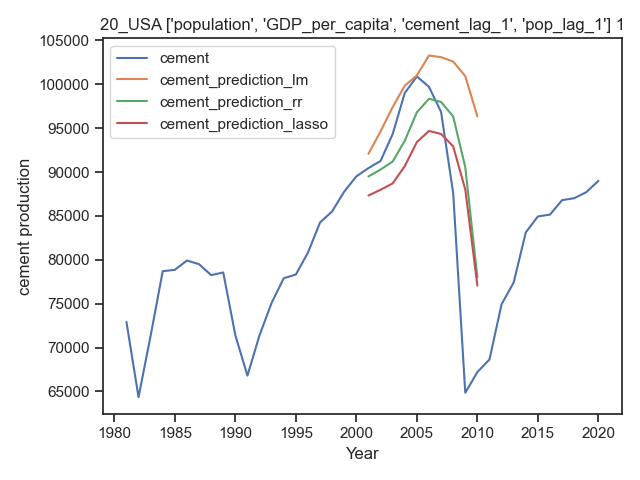 20_USA ['population', 'GDP_per_capita', 'cement_lag_1', 'pop_lag_1'] 1
105000
100000
95000
90000
85000
80000
75000
70000
65000
cement production
cement
cement_prediction_lm
cement_prediction_rr
cement_prediction_lasso
1980 1985 1990 1995 2000 2005 2010 2015 2020
Year